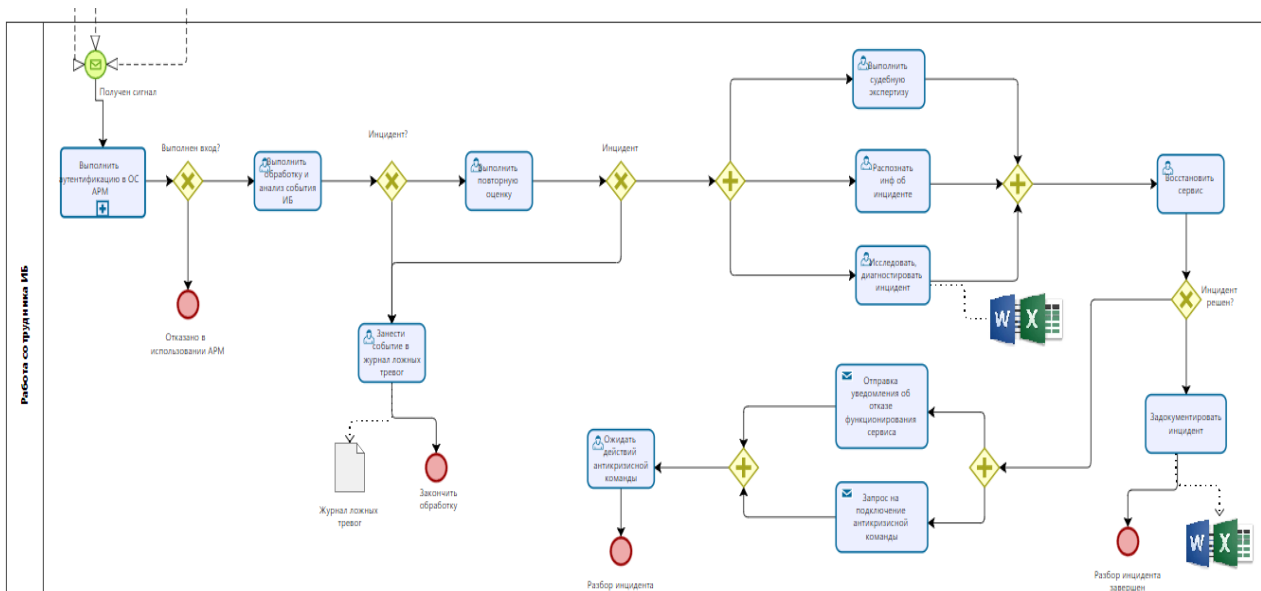 Работа сотрудника ИБ
Получен сигнал
Выполнить
аутентификацию в ОС
АРМ
Выполнен вход?
Отказано в
использовании АРМ
Выполнить
обработку и
анализ события
ИБ
Инцидент?
Выполнить
повторную
оценку
Инцидент
Занести
событие в
журнал ложных
тревог
Журнал ложных
тревог
Закончить
обработку
Выполнить
судебную
экспертизу
Распознать
инф об
инциденте
Исследовать,
диагностировать
инцидент
W X
Восстановить
сервис
Инцидент
решен?
Отправка
уведомления об
отказе
функционирования
сервиса
Запрос на
подключение
антикризисной
команды
Ожидать
действий
антикризисной
команды
Разбор инцидента
Задокументировать
инцидент
W X
Разбор инцидента
завершен